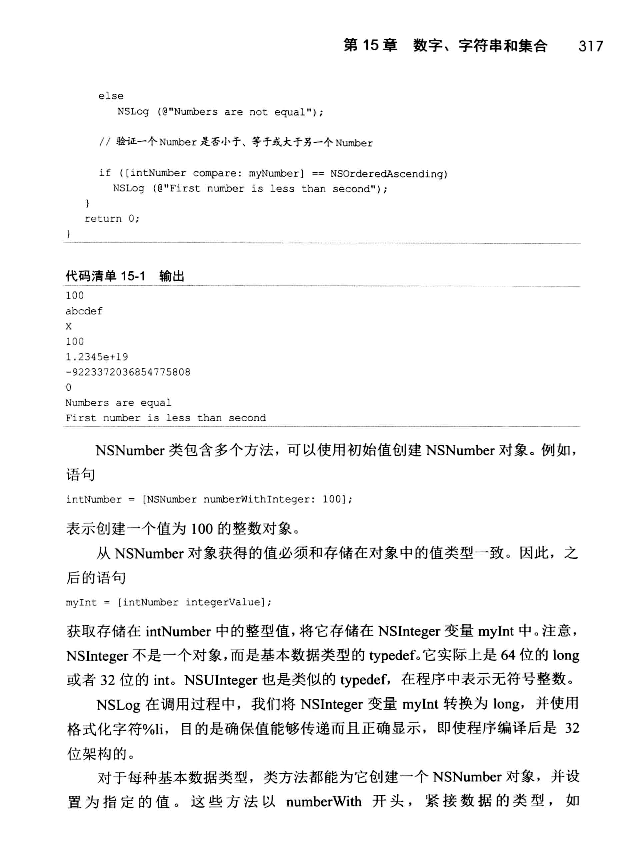 第 15 章 数字、字符串和集合 317
else
NSLog (@"Numbers are not equal");
// 验证一个Number是否小于、等于或大于另一个Number
if ([intNumber compare: myNumber] == NSOrderedAscending)
NSLog (@"First number is less than second");
}
return 0;
}
代码清单 15-1 输出
100
abcdef
X
100
1.2345e+19
-9223372036854775808
0
Numbers are equal
First number is less than second
NSNumber 类包含多个方法，可以使用初始值创建 NSNumber 对象。例如，
语句
intNumber = [NSNumber numberWithInteger: 100];
表示创建一个值为 100 的整数对象。
从 NSNumber 对象获得的值必须和存储在对象中的值类型一致。因此，之
后的语句
myInt = [intNumber integerValue];
获取存储在 intNumber 中的整型值，将它存储在 NSInteger 变量 myInt 中。注意，
NSInteger 不是一个对象，而是基本数据类型的 typedef。它实际上是 64 位的 long
或者 32 位的 int。NSUInteger 也是类似的 typedef，在程序中表示无符号整数。
NSLog 在调用过程中，我们将 NSInteger 变量 myInt 转换为 long，并使用
格式化字符%li，目的是确保值能够传递而且正确显示，即使程序编译后是 32
位架构的。
对于每种基本数据类型，类方法都能为它创建一个 NSNumber 对象，并设
置为指定的值。这些方法以 numberWith 开头，紧接数据的类型，如